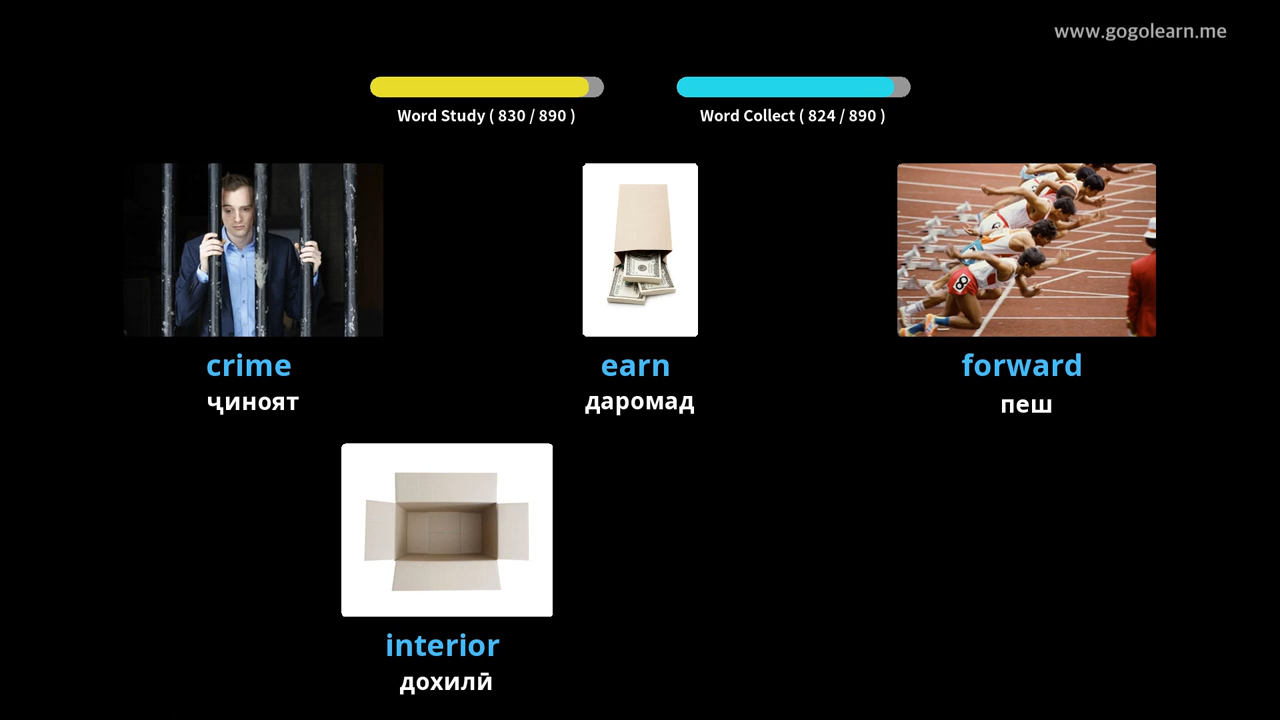 www.gogolearn.me
Word Study ( 830 / 890 )
Word Collect ( 824 / 890 )
crime
ҷиноят
earn
даромад
forward
пеш
interior
дохилӣ